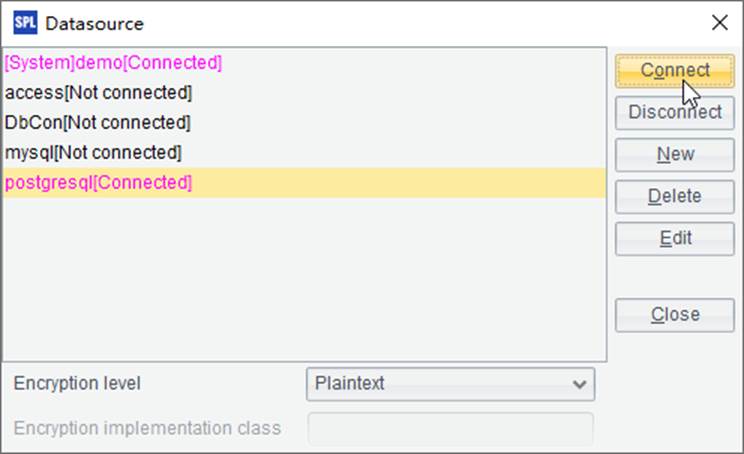 SPL Datasource
[System]demo[Connected]
access[Not connected]
DbCon[Not connected]
mysql[Not connected]
postgresql[Connected]
Connect
Disconnect
New
Delete
Edit
Close
Encryption level Plaintext
Encryption implementation class